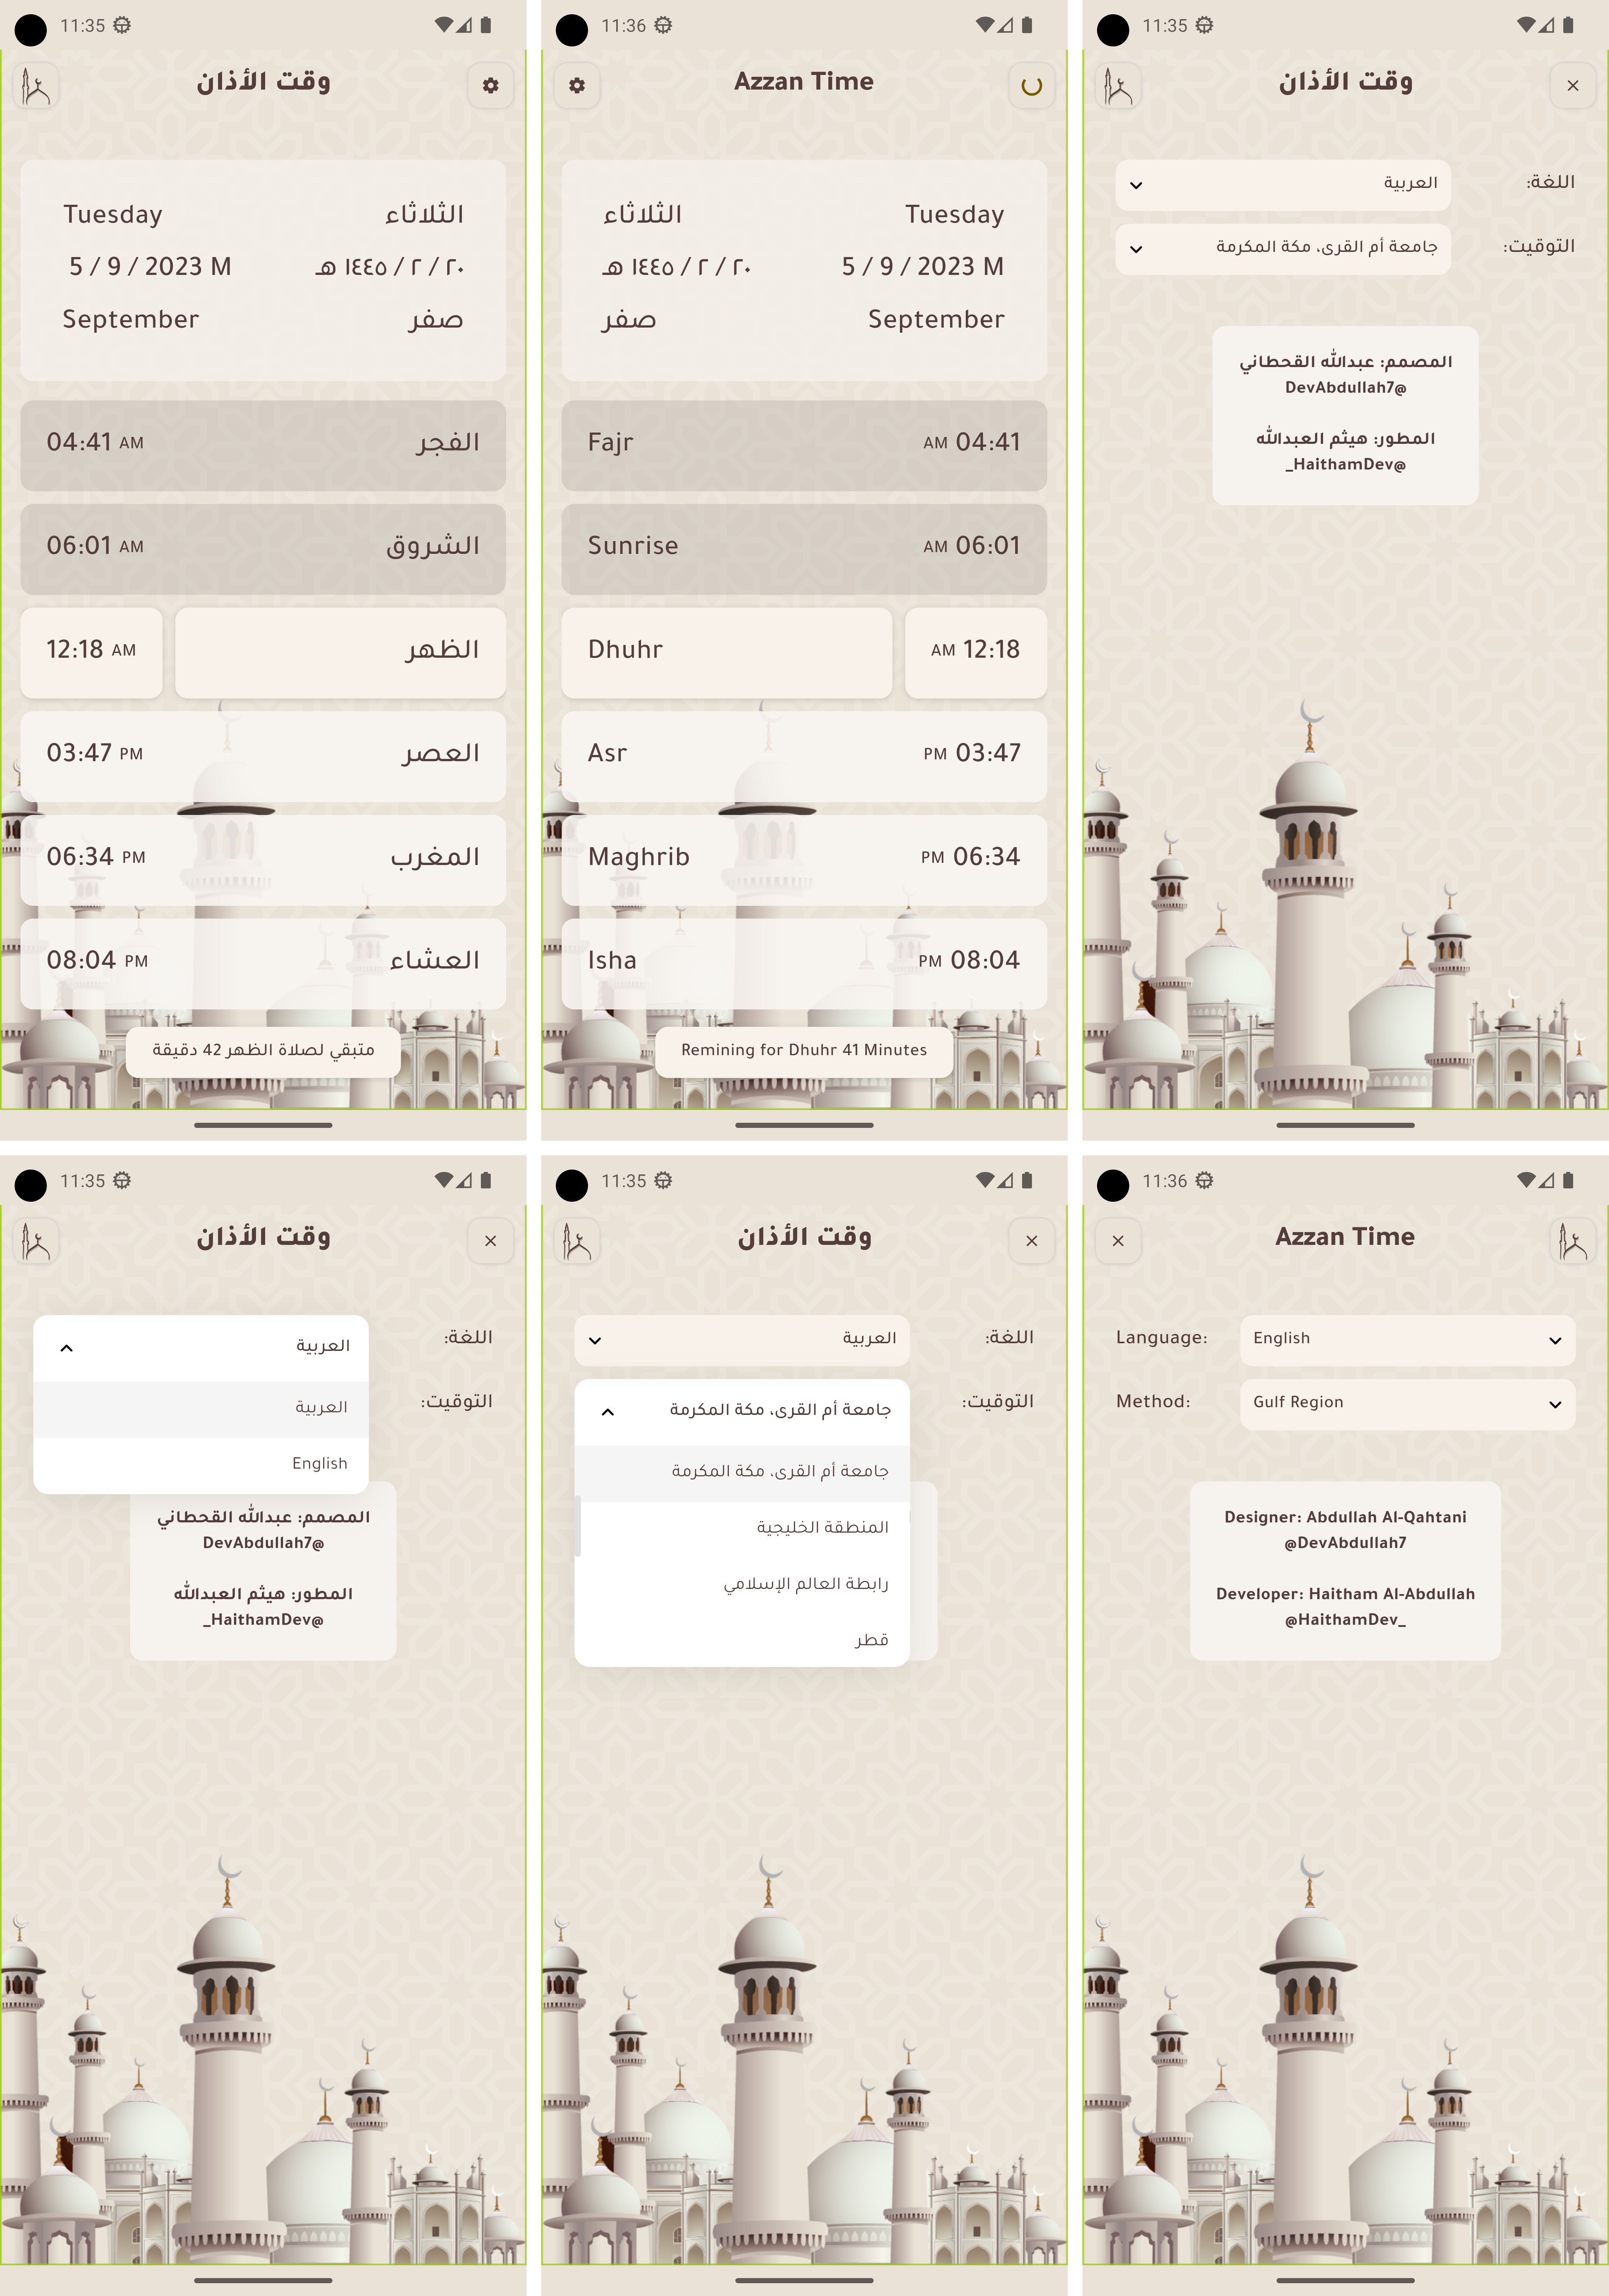 11:35
وقت الأذان
الثلاثاء Tuesday
٢٠ / ٢ / ١٤٤٥ هـ 5 / 9 / 2023 M
صفر September
الفجر 04:41 AM
الشروق 06:01 AM
الظهر 12:18 AM
العصر 03:47 PM
المغرب 06:34 PM
العشاء 08:04 PM
متبقي لصلاة الظهر 42 دقيقة
11:36
Azzan Time
الثلاثاء Tuesday
٢٠ / ٢ / ١٤٤٥ هـ 5 / 9 / 2023 M
صفر September
Fajr AM 04:41
Sunrise AM 06:01
Dhuhr AM 12:18
Asr PM 03:47
Maghrib PM 06:34
Isha PM 08:04
Remining for Dhuhr 41 Minutes
11:35
وقت الأذان
اللغة: العربية
التوقيت: جامعة أم القرى، مكة المكرمة
المصمم: عبدالله القحطاني
DevAbdullah7@
المطور: هيثم العبدالله
_HaithamDev@
11:35
وقت الأذان
اللغة: العربية
العربية
التوقيت:
English
المصمم: عبدالله القحطاني
DevAbdullah7@
المطور: هيثم العبدالله
_HaithamDev@
11:35
وقت الأذان
اللغة: العربية
التوقيت: جامعة أم القرى، مكة المكرمة
جامعة أم القرى، مكة المكرمة
المنطقة الخليجية
رابطة العالم الإسلامي
قطر
11:36
Azzan Time
Language: English
Method: Gulf Region
Designer: Abdullah Al-Qahtani
@DevAbdullah7
Developer: Haitham Al-Abdullah
@HaithamDev_